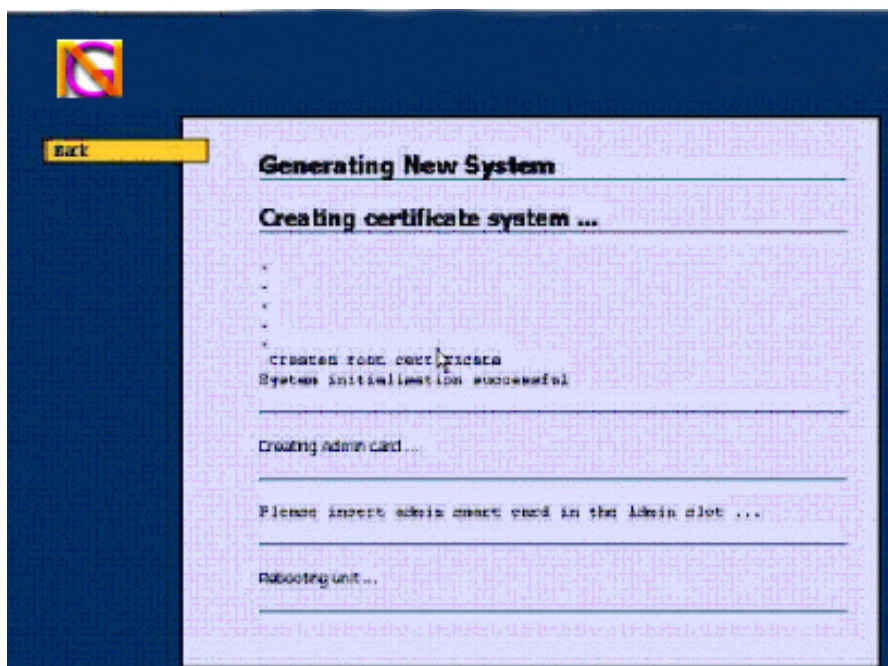 Back
Generating New System
Creating certificate system ...
.
.
.
.
.
Created root certificate
System initialisation successful
Creating admin card ...
Please insert admin smart card in the Admin slot ...
Rebooting unit ...